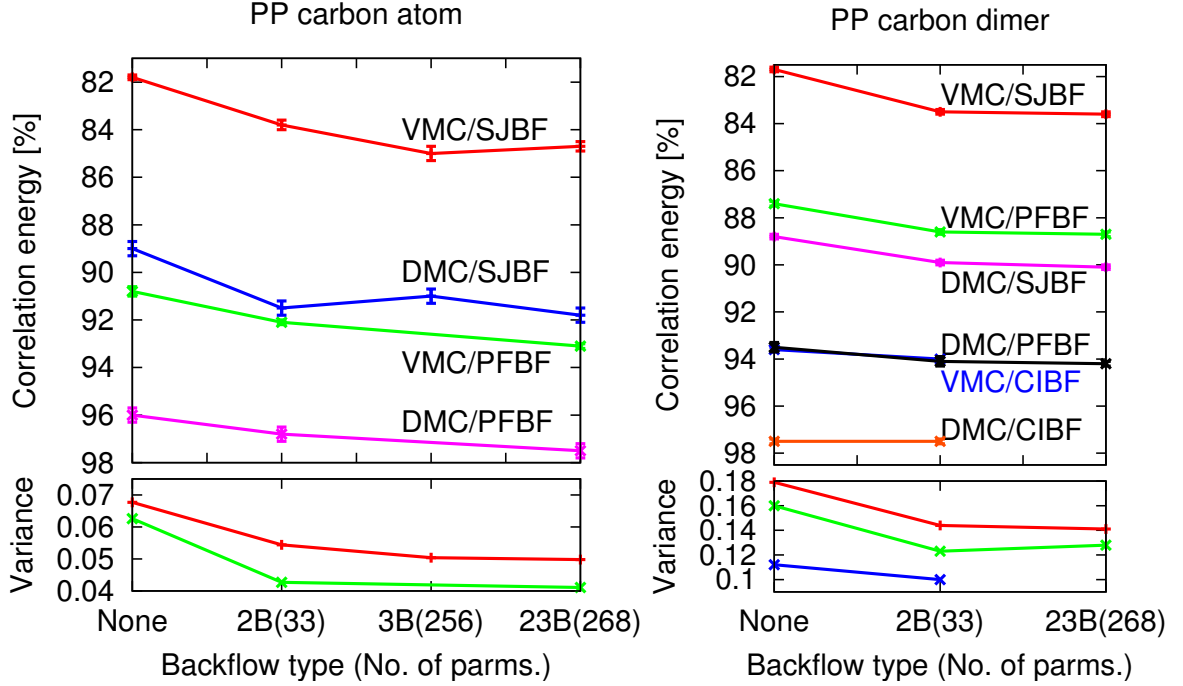 PP carbon atom
Correlation energy [%]
82
84
86
88
90
92
94
96
98
VMC/SJBF
DMC/SJBF
VMC/PFBF
DMC/PFBF
Variance
0.07
0.06
0.05
0.04
None
2B(33)
3B(256)
23B(268)
Backflow type (No. of parms.)
PP carbon dimer
Correlation energy [%]
82
84
86
88
90
92
94
96
98
VMC/SJBF
VMC/PFBF
DMC/SJBF
DMC/PFBF
VMC/CIBF
DMC/CIBF
Variance
0.18
0.16
0.14
0.12
0.1
None
2B(33)
23B(268)
Backflow type (No. of parms.)